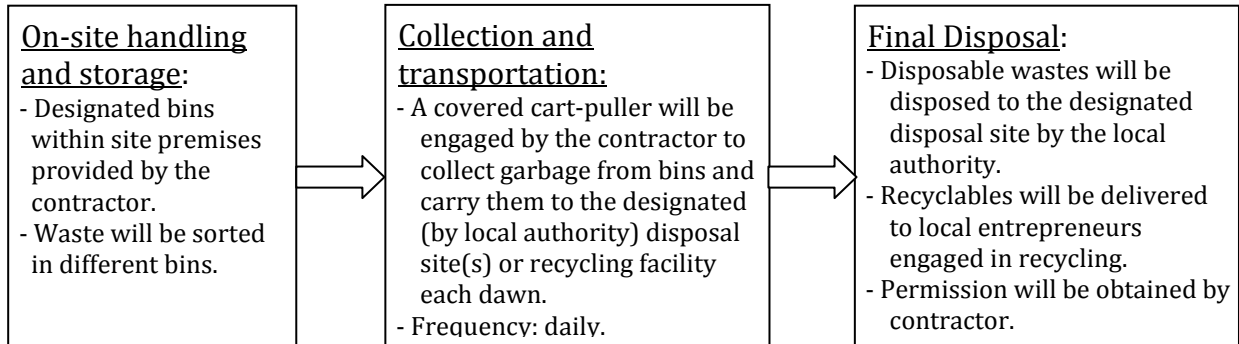 On-site handling
and storage:
- Designated bins
within site premises
provided by the
contractor.
- Waste will be sorted
in different bins.
Collection and
transportation:
- A covered cart-puller will be
engaged by the contractor to
collect garbage from bins and
carry them to the designated
(by local authority) disposal
site(s) or recycling facility
each dawn.
- Frequency: daily.
Final Disposal:
- Disposable wastes will be
disposed to the designated
disposal site by the local
authority.
- Recyclables will be delivered
to local entrepreneurs
engaged in recycling.
- Permission will be obtained by
contractor.